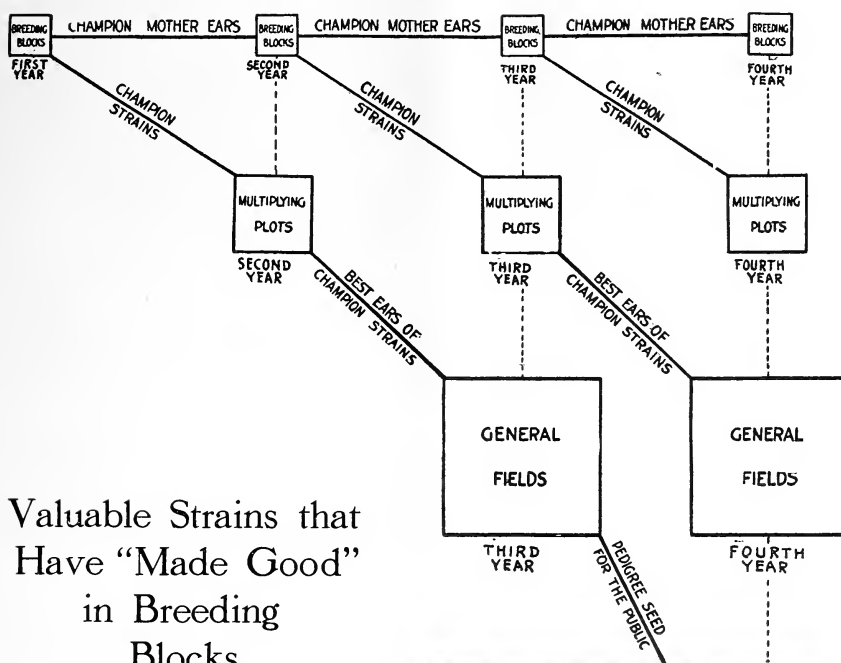 BREEDING
BLOCKS
CHAMPION MOTHER EARS
BREEDING
BLOCKS
CHAMPION MOTHER EARS
BREEDING
BLOCKS
CHAMPION MOTHER EARS
BREEDING
BLOCKS
FIRST
YEAR
SECOND
YEAR
THIRD
YEAR
FOURTH
YEAR
CHAMPION
STRAINS
CHAMPION
STRAINS
CHAMPION
STRAINS
MULTIPLYING
PLOTS
MULTIPLYING
PLOTS
MULTIPLYING
PLOTS
SECOND
YEAR
THIRD
YEAR
FOURTH
YEAR
BEST EARS OF
CHAMPION STRAINS
BEST EARS OF
CHAMPION STRAINS
GENERAL
FIELDS
GENERAL
FIELDS
THIRD
YEAR
FOURTH
YEAR
PEDIGREE SEED
FOR THE PUBLIC
Valuable Strains that
Have “Made Good”
in Breeding
Blocks